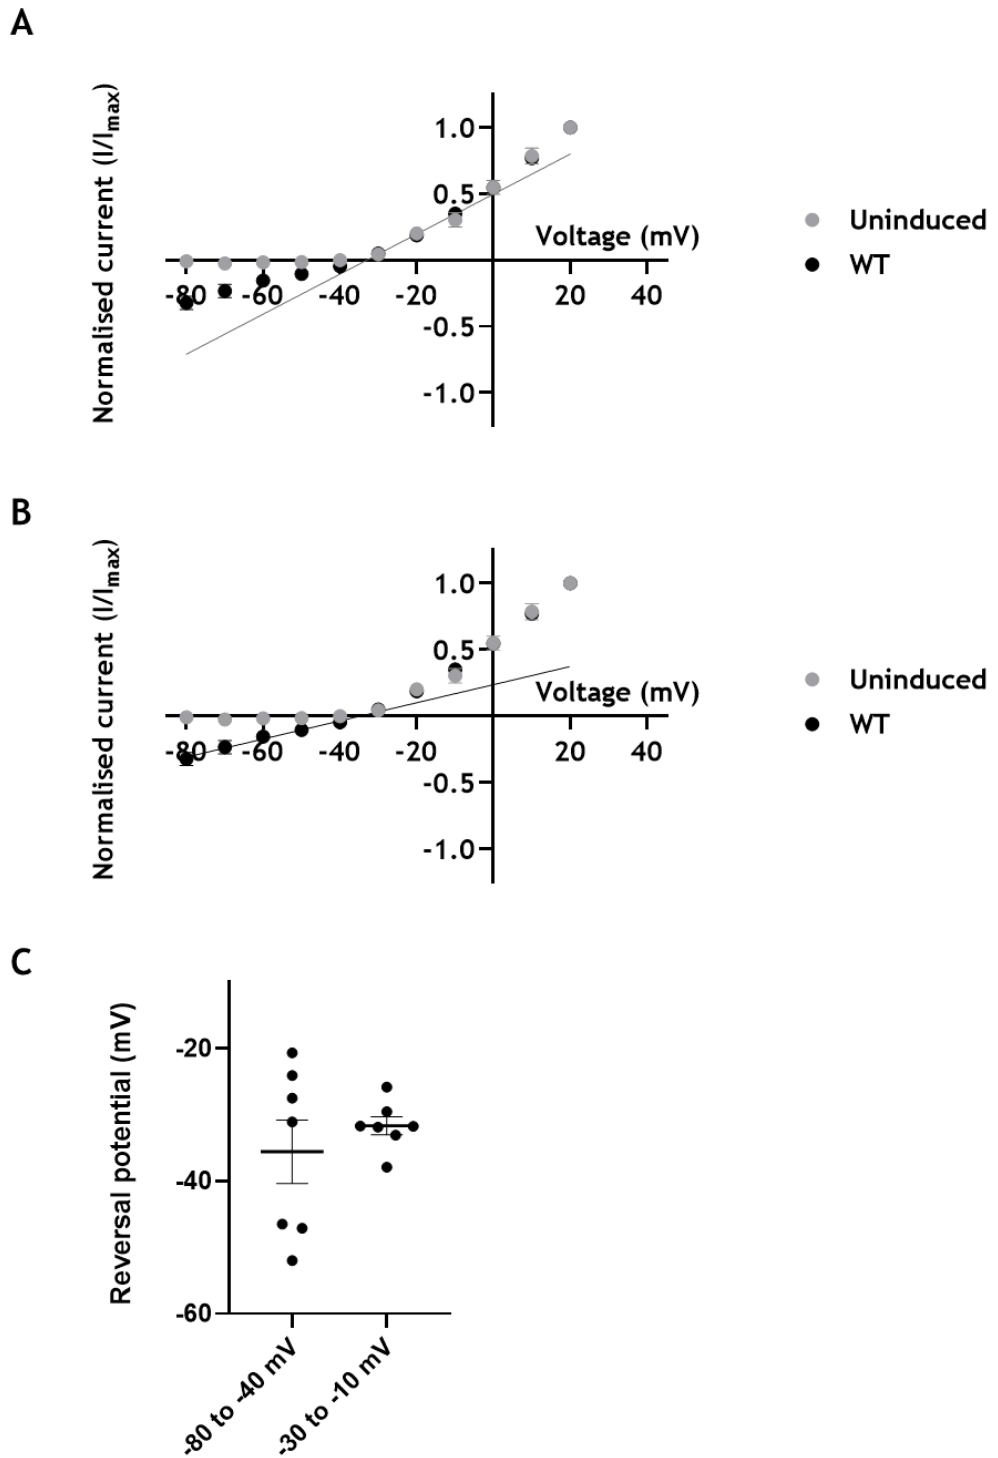 A
Normalised current (I/Imax)
1.0
0.5
Voltage (mV)
-80 -60 -40 -20 20 40
-0.5
-1.0
Uninduced
WT
B
Normalised current (I/Imax)
1.0
0.5
Voltage (mV)
-80 -60 -40 -20 20 40
-0.5
-1.0
Uninduced
WT
C
Reversal potential (mV)
-20
-40
-60
-80 to -40 mV
-30 to -10 mV